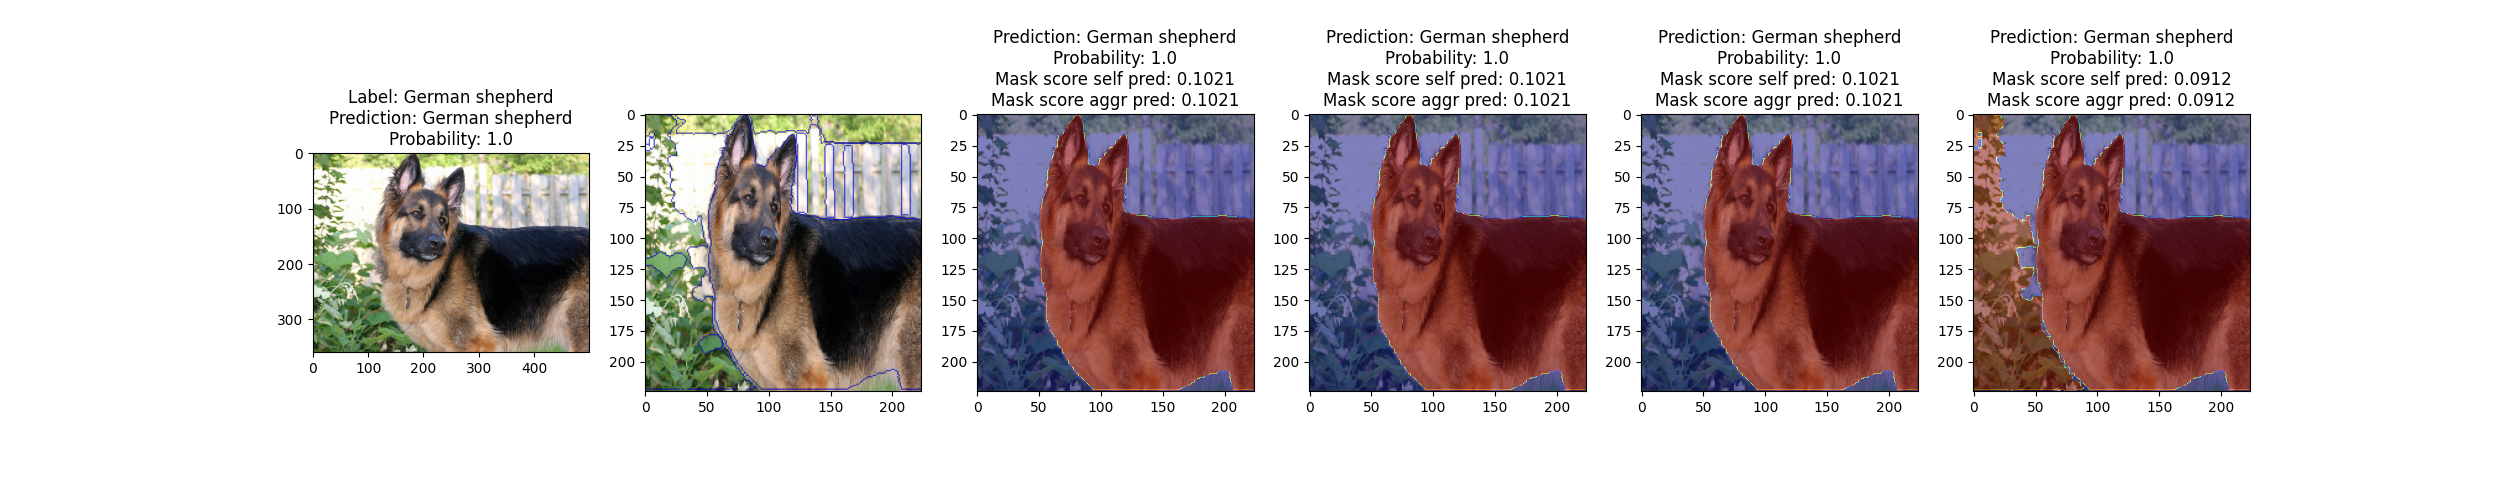 Label: German shepherd
Prediction: German shepherd
Probability: 1.0
0
100
200
300
0 100 200 300 400
0
25
50
75
100
125
150
175
200
0 50 100 150 200
Prediction: German shepherd
Probability: 1.0
Mask score self pred: 0.1021
Mask score aggr pred: 0.1021
0
25
50
75
100
125
150
175
200
0 50 100 150 200
Prediction: German shepherd
Probability: 1.0
Mask score self pred: 0.1021
Mask score aggr pred: 0.1021
0
25
50
75
100
125
150
175
200
0 50 100 150 200
Prediction: German shepherd
Probability: 1.0
Mask score self pred: 0.1021
Mask score aggr pred: 0.1021
0
25
50
75
100
125
150
175
200
0 50 100 150 200
Prediction: German shepherd
Probability: 1.0
Mask score self pred: 0.0912
Mask score aggr pred: 0.0912
0
25
50
75
100
125
150
175
200
0 50 100 150 200